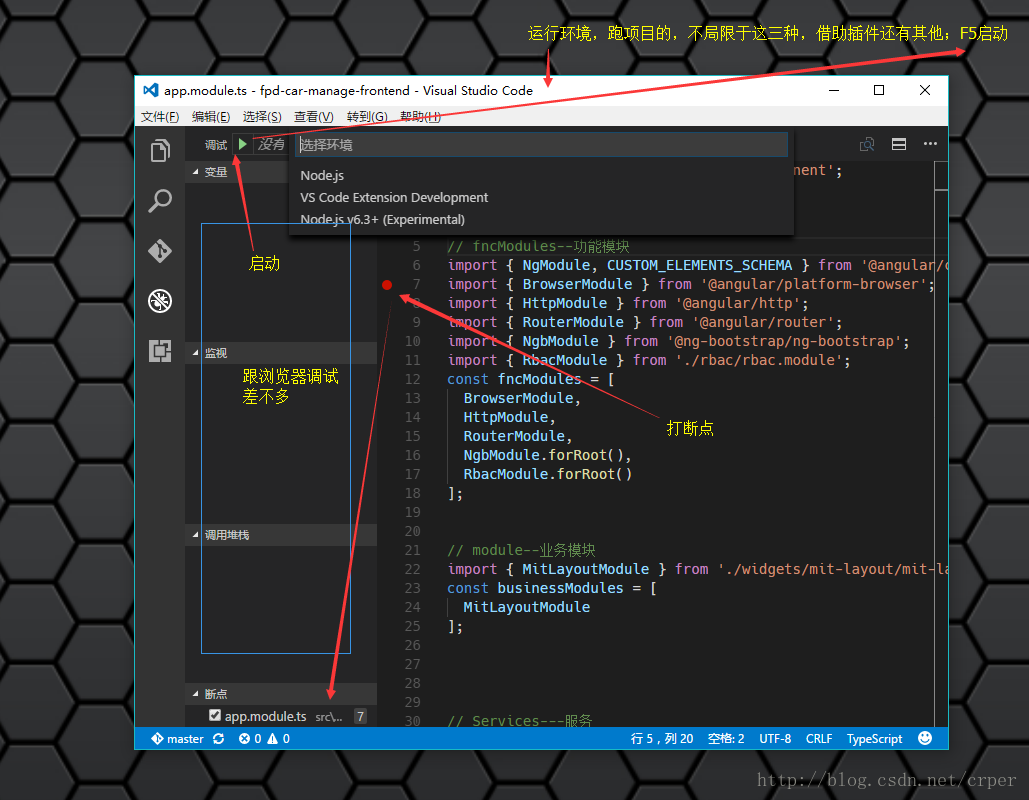 运行环境，跑项目的，不局限于这三种，借助插件还有其他；F5启动
app.module.ts - fpd-car-manage-frontend - Visual Studio Code
文件(F) 编辑(E) 选择(S) 查看(V) 转到(G) 帮助(H)
调试 没有
选择环境
Node.js
VS Code Extension Development
Node.js v6.3+ (Experimental)
变量
启动
监视
跟浏览器调试
差不多
调用堆栈
断点
app.module.ts src\... 7
ment';
5 // fncModules--功能模块
6 import { NgModule, CUSTOM_ELEMENTS_SCHEMA } from '@angular/c
7 import { BrowserModule } from '@angular/platform-browser';
8 import { HttpModule } from '@angular/http';
9 import { RouterModule } from '@angular/router';
10 import { NgbModule } from '@ng-bootstrap/ng-bootstrap';
11 import { RbacModule } from './rbac/rbac.module';
12 const fncModules = [
13 BrowserModule,
14 HttpModule,
15 RouterModule,
16 NgbModule.forRoot(),
17 RbacModule.forRoot()
18 ];
19
20
21 // module--业务模块
22 import { MitLayoutModule } from './widgets/mit-layout/mit-la
23 const businessModules = [
24 MitLayoutModule
25 ];
26
27
28
29
30 // Services---服务
打断点
master 0 0 行 5，列 20 空格: 2 UTF-8 CRLF TypeScript
http://blog.csdn.net/crper